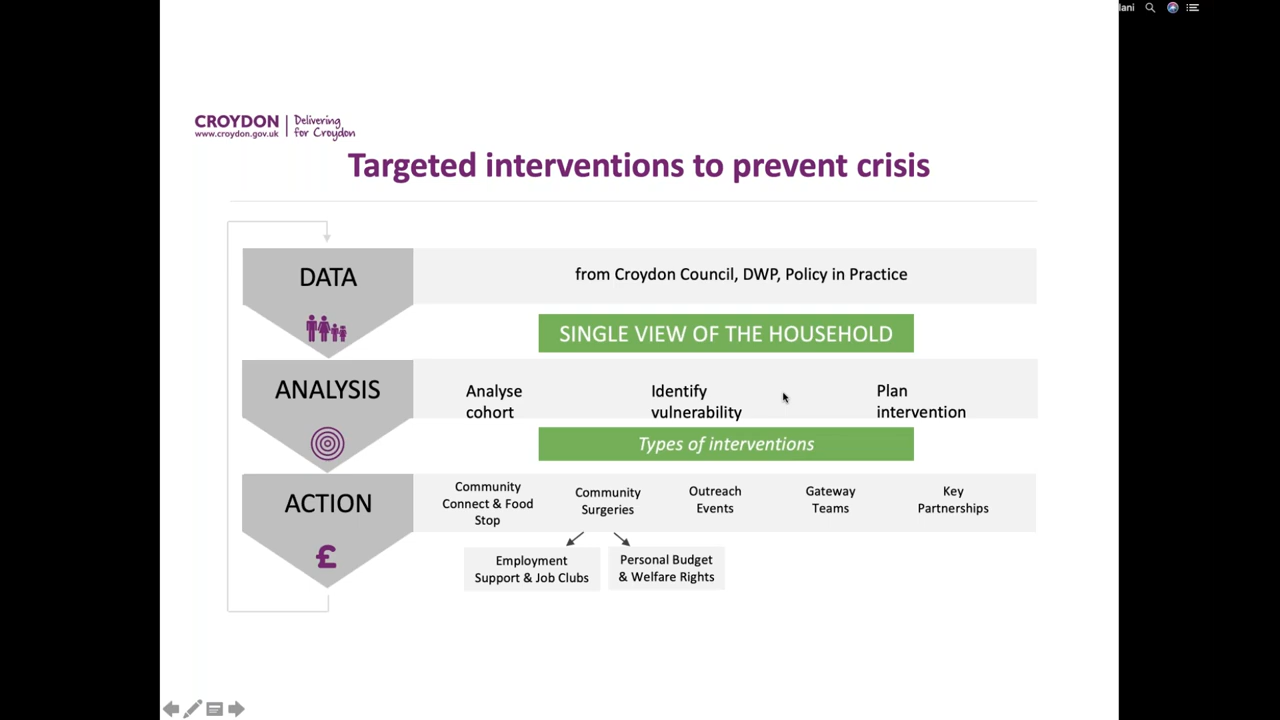 lani
CROYDON
www.croydon.gov.uk
Delivering
for Croydon
Targeted interventions to prevent crisis
DATA
from Croydon Council, DWP, Policy in Practice
SINGLE VIEW OF THE HOUSEHOLD
ANALYSIS
Analyse
cohort
Identify
vulnerability
Plan
intervention
Types of interventions
ACTION
Community
Connect & Food
Stop
Community
Surgeries
Outreach
Events
Gateway
Teams
Key
Partnerships
£
Employment
Support & Job Clubs
Personal Budget
& Welfare Rights